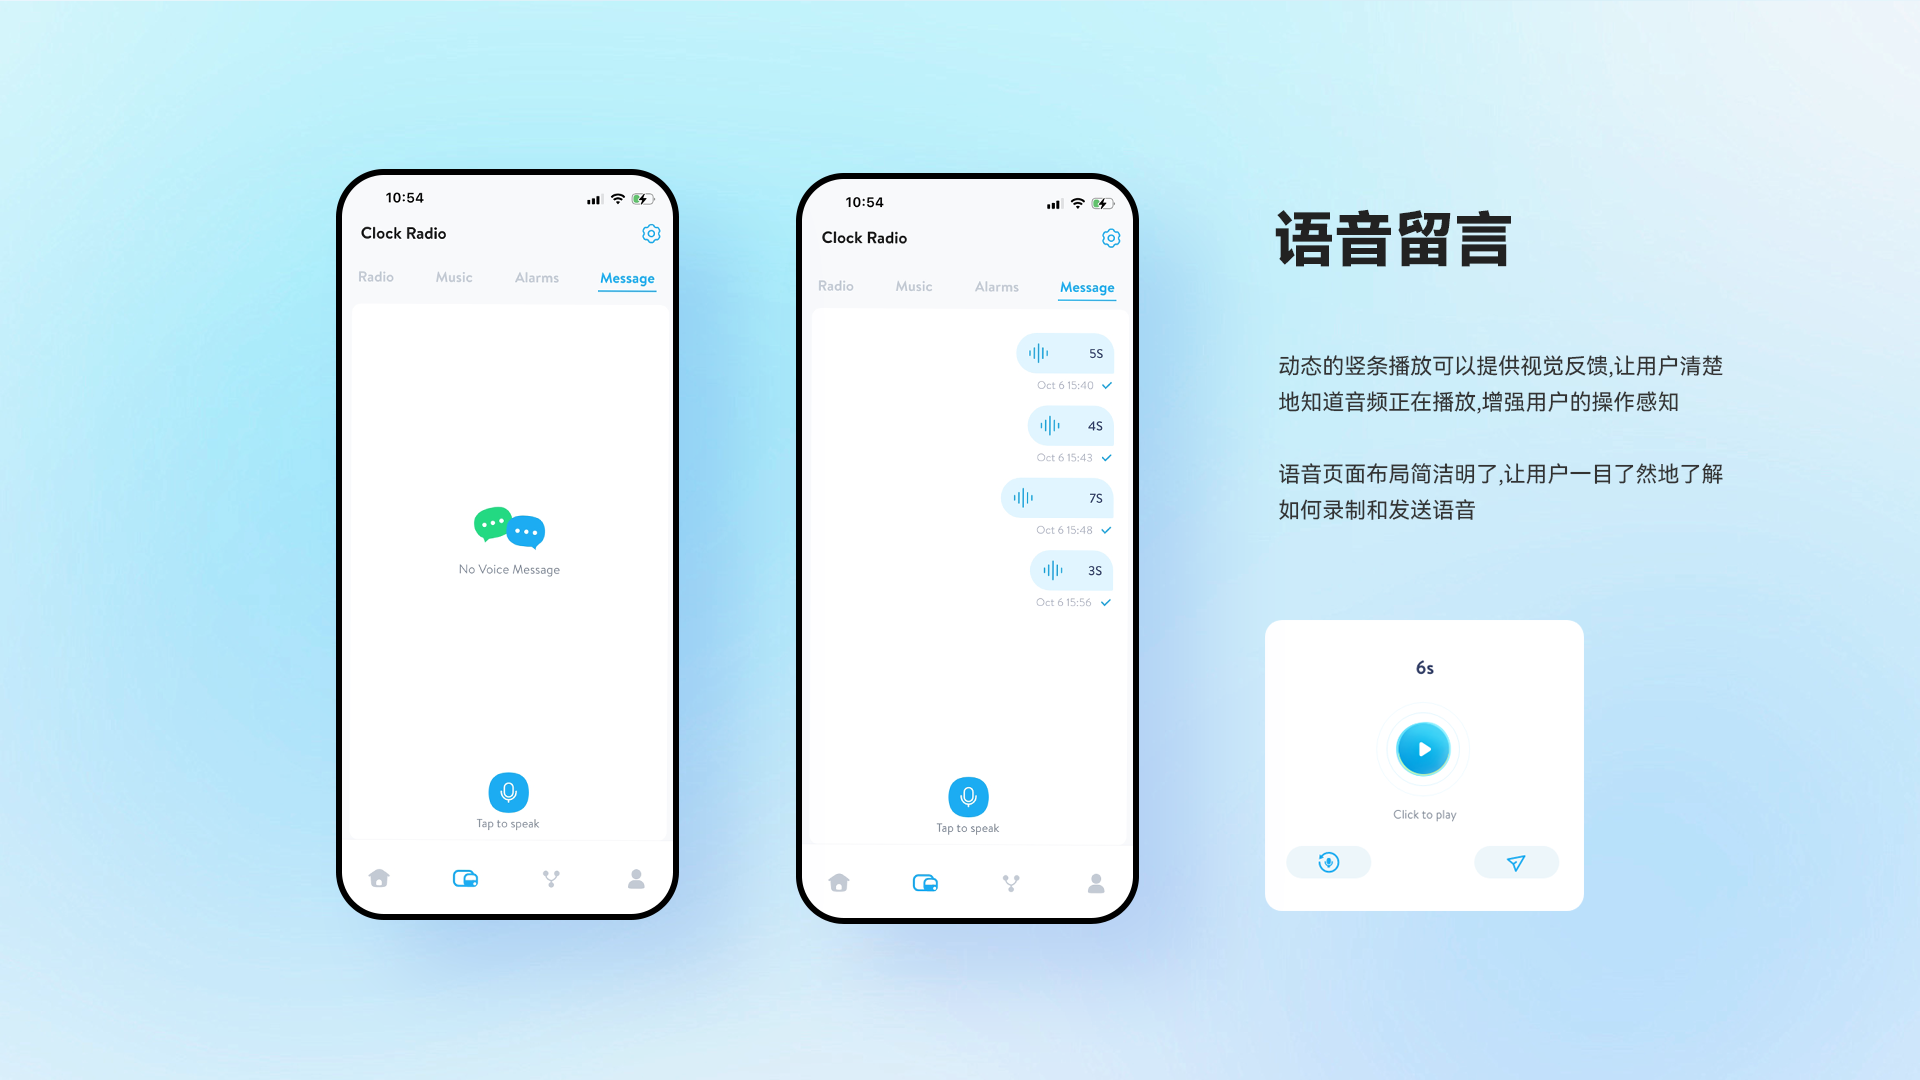 10:54
Clock Radio
Radio Music Alarms Message
No Voice Message
Tap to speak
10:54
Clock Radio
Radio Music Alarms Message
5S
Oct 6 15:40
4S
Oct 6 15:43
7S
Oct 6 15:48
3S
Oct 6 15:56
Tap to speak
语音留言
动态的竖条播放可以提供视觉反馈,让用户清楚
地知道音频正在播放,增强用户的操作感知
语音页面布局简洁明了,让用户一目了然地了解
如何录制和发送语音
6s
Click to play